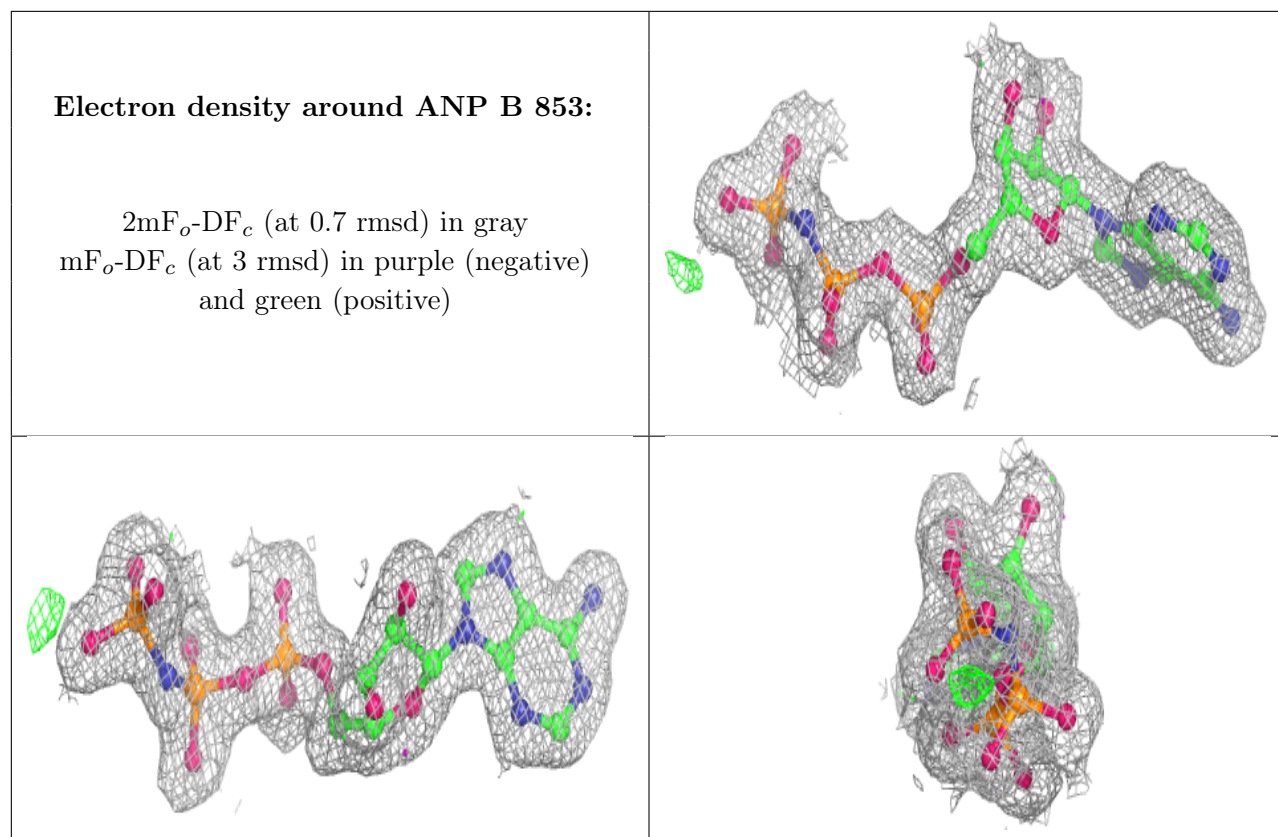 Electron density around ANP B 853:
2mFₒ-DF𝒸 (at 0.7 rmsd) in gray
mFₒ-DF𝒸 (at 3 rmsd) in purple (negative)
and green (positive)